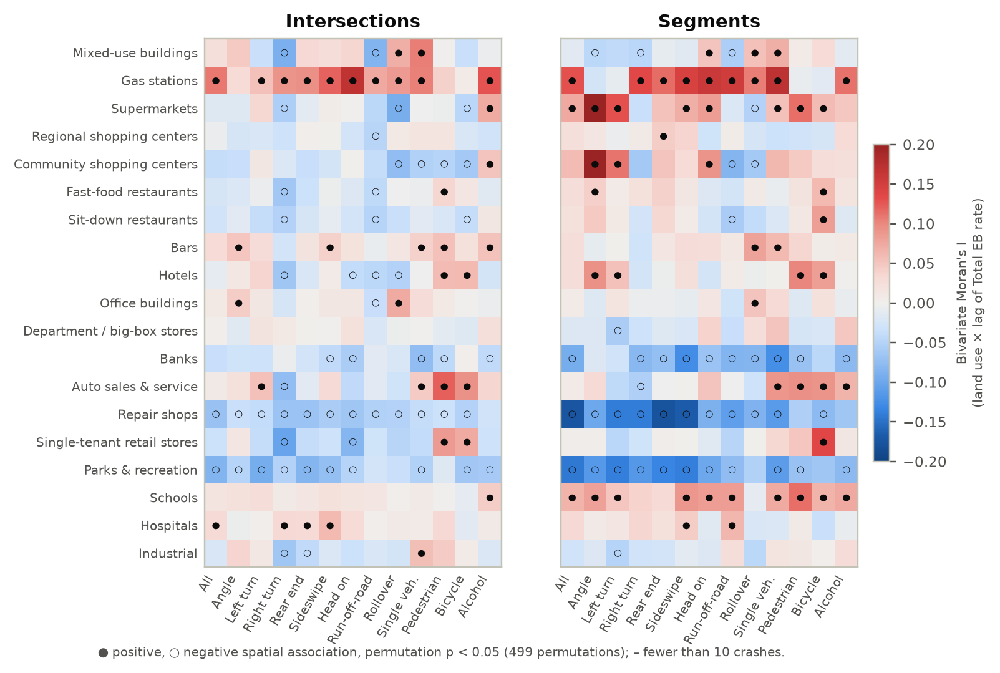 Intersections
Segments
Mixed-use buildings
Gas stations
Supermarkets
Regional shopping centers
Community shopping centers
Fast-food restaurants
Sit-down restaurants
Bars
Hotels
Office buildings
Department / big-box stores
Banks
Auto sales & service
Repair shops
Single-tenant retail stores
Parks & recreation
Schools
Hospitals
Industrial
All
Angle
Left turn
Right turn
Rear end
Sideswipe
Head on
Run-off-road
Rollover
Single veh.
Pedestrian
Bicycle
Alcohol
All
Angle
Left turn
Right turn
Rear end
Sideswipe
Head on
Run-off-road
Rollover
Single veh.
Pedestrian
Bicycle
Alcohol
0.20
0.15
0.10
0.05
0.00
−0.05
−0.10
−0.15
−0.20
Bivariate Moran's I
(land use × lag of Total EB rate)
● positive, ○ negative spatial association, permutation p < 0.05 (499 permutations); – fewer than 10 crashes.